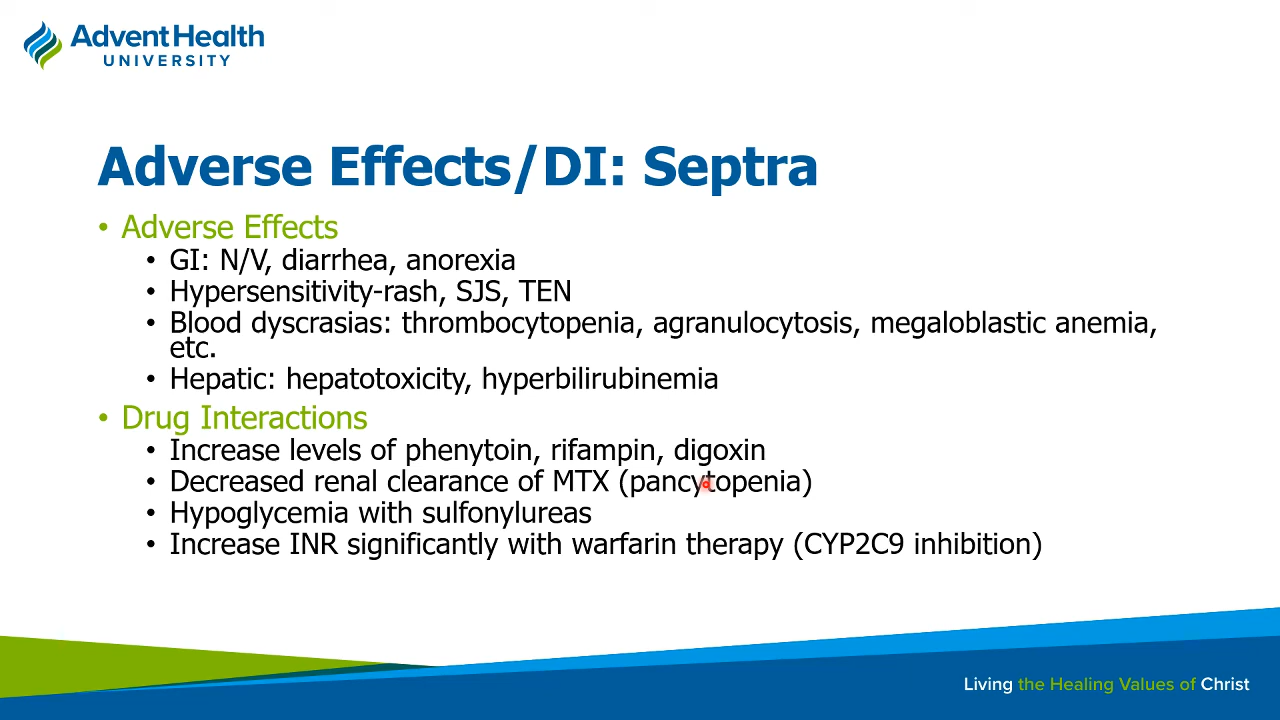 AdventHealth
UNIVERSITY
Adverse Effects/DI: Septra
• Adverse Effects
• GI: N/V, diarrhea, anorexia
• Hypersensitivity-rash, SJS, TEN
• Blood dyscrasias: thrombocytopenia, agranulocytosis, megaloblastic anemia,
etc.
• Hepatic: hepatotoxicity, hyperbilirubinemia
• Drug Interactions
• Increase levels of phenytoin, rifampin, digoxin
• Decreased renal clearance of MTX (pancytopenia)
• Hypoglycemia with sulfonylureas
• Increase INR significantly with warfarin therapy (CYP2C9 inhibition)
Living the Healing Values of Christ